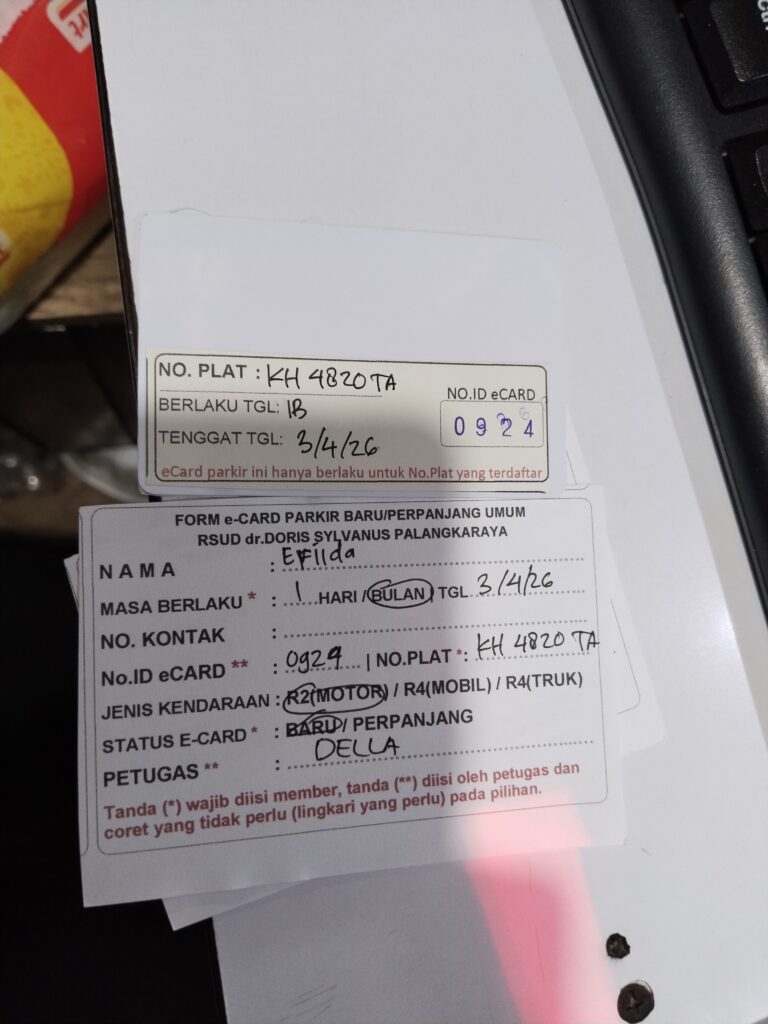 NO. PLAT : KH 4820 TA
BERLAKU TGL: 1B
TENGGAT TGL: 3/4/26
NO.ID eCARD
0924
eCard parkir ini hanya berlaku untuk No.Plat yang terdaftar
FORM e-CARD PARKIR BARU/PERPANJANG UMUM
RSUD dr.DORIS SYLVANUS PALANGKARAYA
NAMA : Efilda
MASA BERLAKU * : 1 HARI / BULAN TGL 3/4/26
NO. KONTAK :
No.ID eCARD ** : 0924 | NO.PLAT *: KH 4820 TA
JENIS KENDARAAN : R2(MOTOR) / R4(MOBIL) / R4(TRUK)
STATUS E-CARD * : BARU / PERPANJANG
PETUGAS ** : DELLA
Tanda (*) wajib diisi member, tanda (**) diisi oleh petugas dan
coret yang tidak perlu (lingkari yang perlu) pada pilihan.